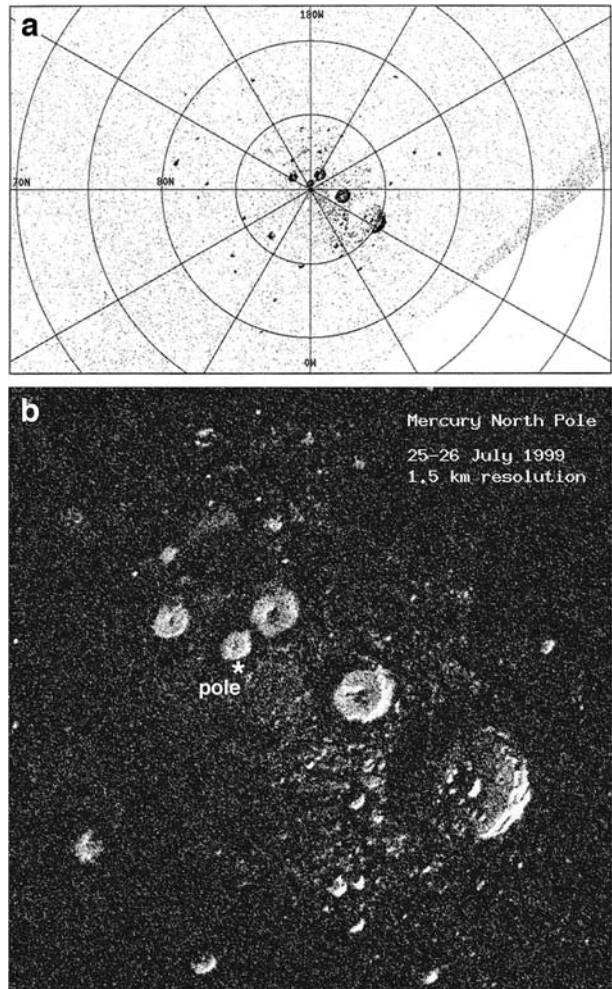 a
180W
70N
80N
0W
b
Mercury North Pole
25-26 July 1999
1.5 km resolution
*
pole